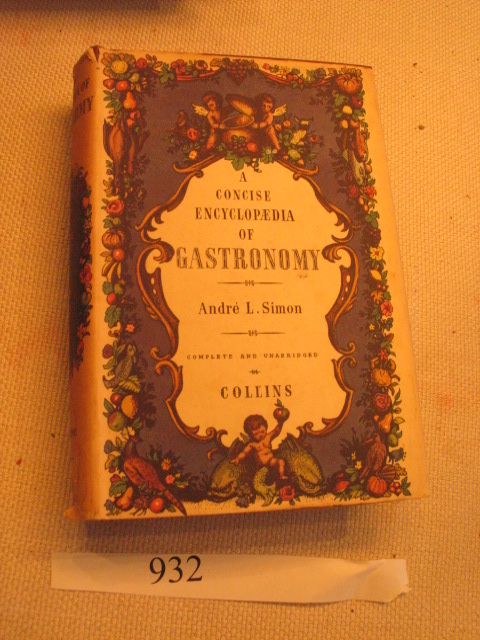 A
CONCISE
ENCYCLOPÆDIA
OF
GASTRONOMY
André L. Simon
COMPLETE AND UNABRIDGED
COLLINS
932